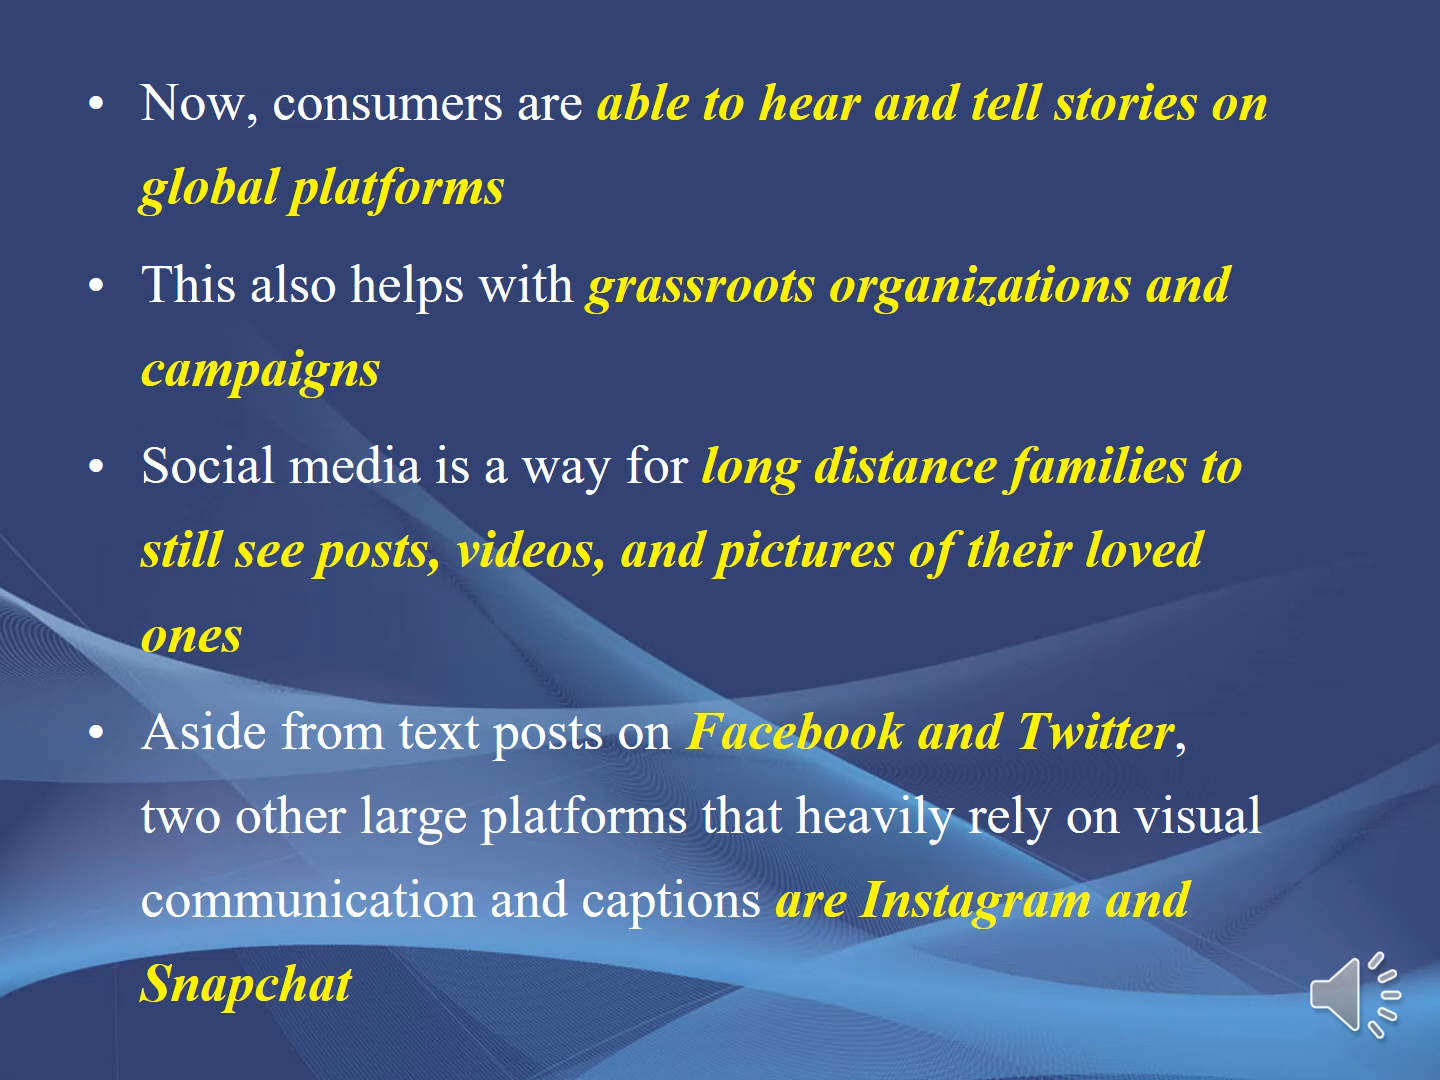 • Now, consumers are able to hear and tell stories on
global platforms
• This also helps with grassroots organizations and
campaigns
• Social media is a way for long distance families to
still see posts, videos, and pictures of their loved
ones
• Aside from text posts on Facebook and Twitter,
two other large platforms that heavily rely on visual
communication and captions are Instagram and
Snapchat